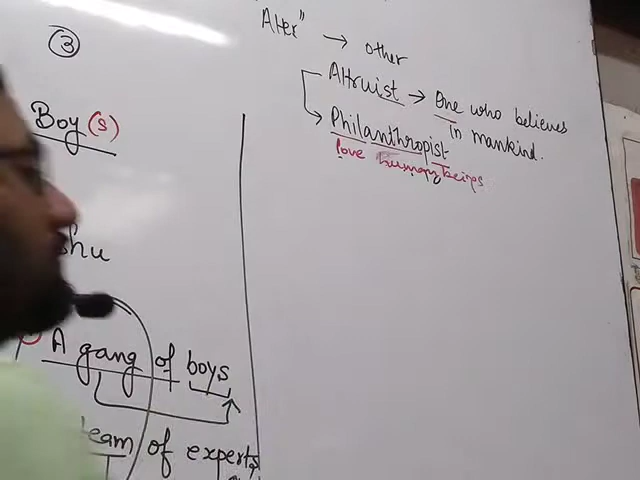 ③
Boy(s)
shu
A gang of boys
team of experts
Alter"
→ other
Altruist → One who believes
in mankind.
Philanthropist
love human beings